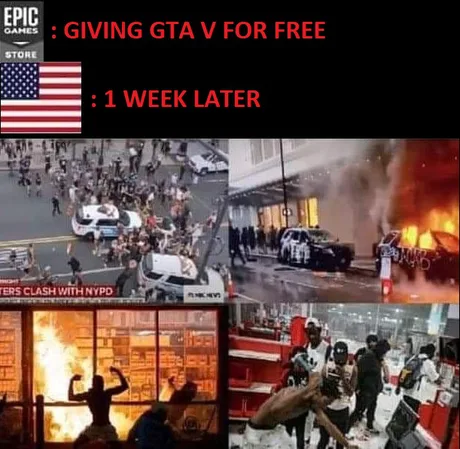 EPIC
GAMES
STORE
: GIVING GTA V FOR FREE
: 1 WEEK LATER
TERS CLASH WITH NYPD
NBC NEWS